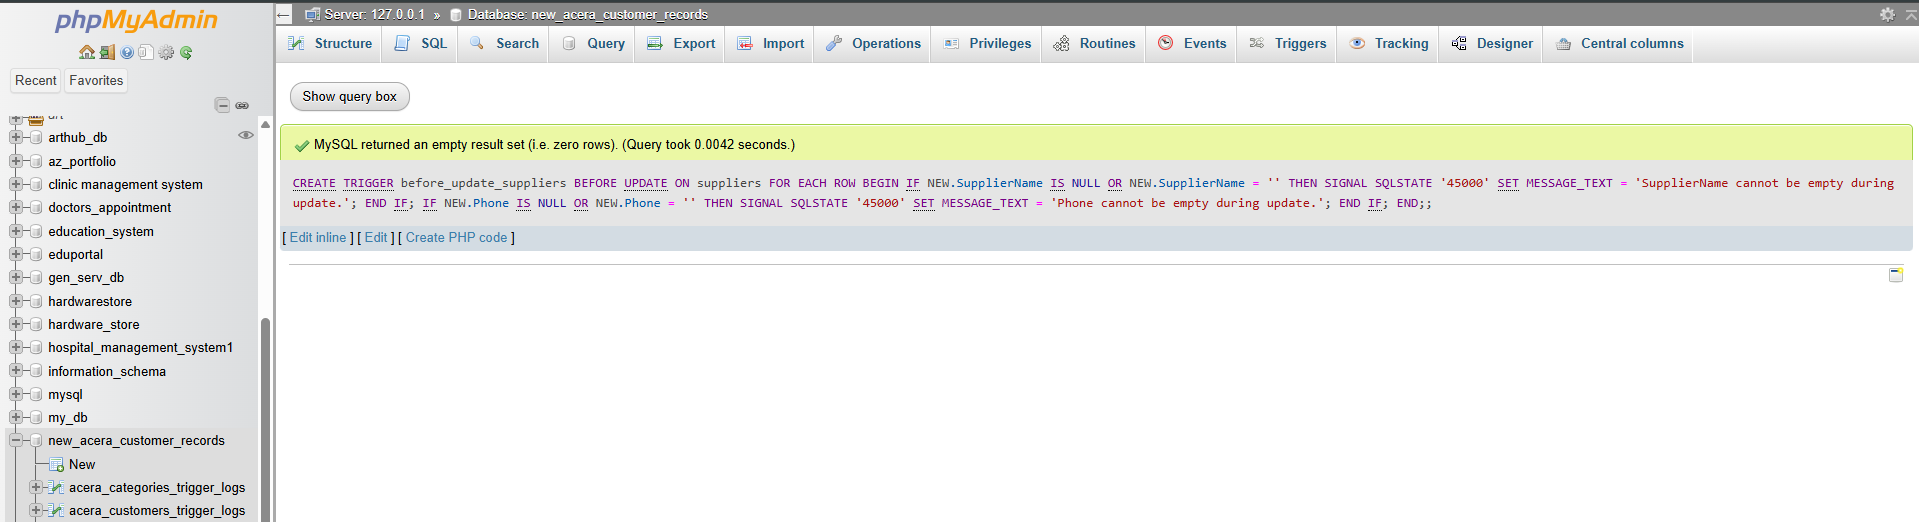 phpMyAdmin
Recent Favorites
art
arthub_db
az_portfolio
clinic management system
doctors_appointment
education_system
eduportal
gen_serv_db
hardwarestore
hardware_store
hospital_management_system1
information_schema
mysql
my_db
new_acera_customer_records
New
acera_categories_trigger_logs
acera_customers_trigger_logs
Server: 127.0.0.1 » Database: new_acera_customer_records
Structure SQL Search Query Export Import Operations Privileges Routines Events Triggers Tracking Designer Central columns
Show query box
MySQL returned an empty result set (i.e. zero rows). (Query took 0.0042 seconds.)
CREATE TRIGGER before_update_suppliers BEFORE UPDATE ON suppliers FOR EACH ROW BEGIN IF NEW.SupplierName IS NULL OR NEW.SupplierName = '' THEN SIGNAL SQLSTATE '45000' SET MESSAGE_TEXT = 'SupplierName cannot be empty during
update.'; END IF; IF NEW.Phone IS NULL OR NEW.Phone = '' THEN SIGNAL SQLSTATE '45000' SET MESSAGE_TEXT = 'Phone cannot be empty during update.'; END IF; END;;
[ Edit inline ] [ Edit ] [ Create PHP code ]